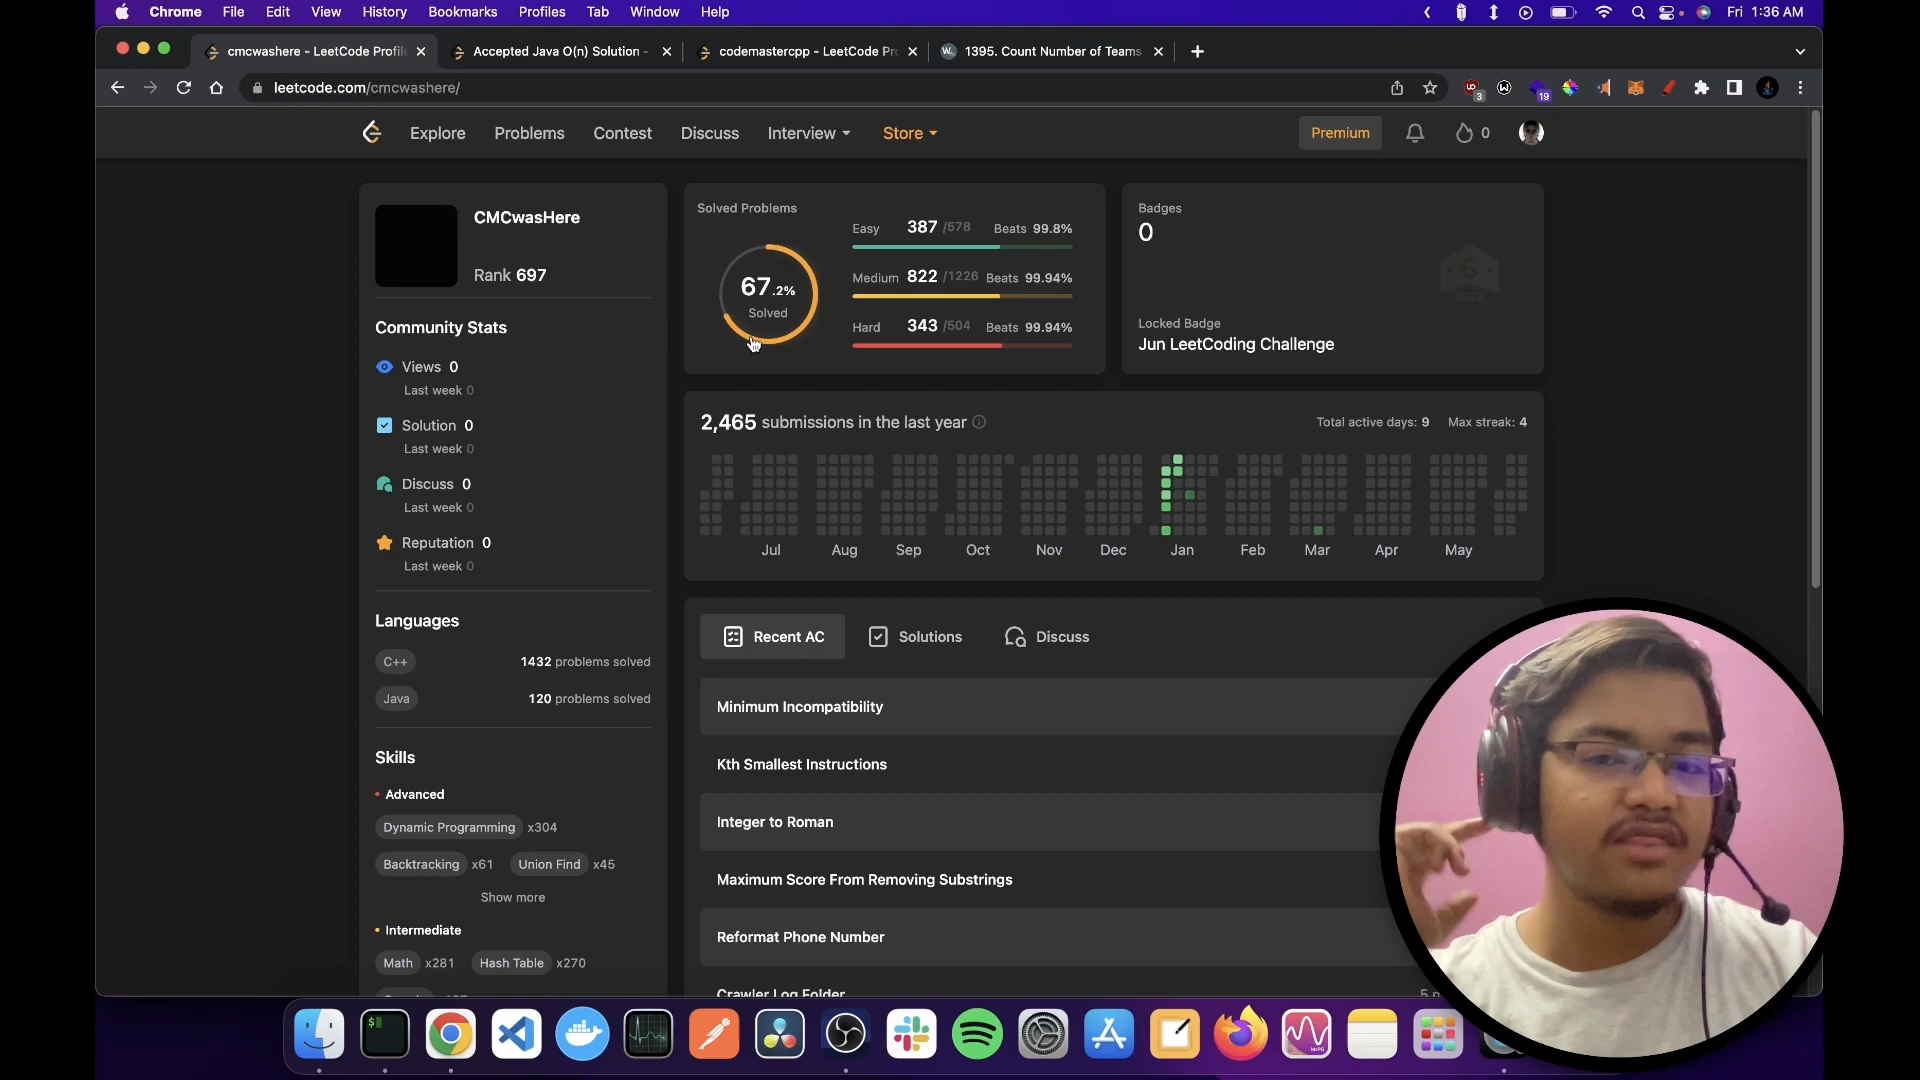 Chrome File Edit View History Bookmarks Profiles Tab Window Help Fri 1:36 AM
cmcwashere - LeetCode Profile Accepted Java O(n) Solution - codemastercpp - LeetCode Pro 1395. Count Number of Teams
leetcode.com/cmcwashere/ 3 19
Explore Problems Contest Discuss Interview Store Premium 0
CMCwasHere
Rank 697
Community Stats
Views 0
Last week 0
Solution 0
Last week 0
Discuss 0
Last week 0
Reputation 0
Last week 0
Languages
C++ 1432 problems solved
Java 120 problems solved
Skills
Advanced
Dynamic Programming x304
Backtracking x61 Union Find x45
Show more
Intermediate
Math x281 Hash Table x270
Solved Problems
67.2%
Solved
Easy 387 /578 Beats 99.8%
Medium 822 /1226 Beats 99.94%
Hard 343 /504 Beats 99.94%
Badges
0
6
2022
Locked Badge
Jun LeetCoding Challenge
2,465 submissions in the last year Total active days: 9 Max streak: 4
Jul Aug Sep Oct Nov Dec Jan Feb Mar Apr May
Recent AC Solutions Discuss
Minimum Incompatibility
Kth Smallest Instructions
Integer to Roman
Maximum Score From Removing Substrings
Reformat Phone Number
Crawler Log Folder